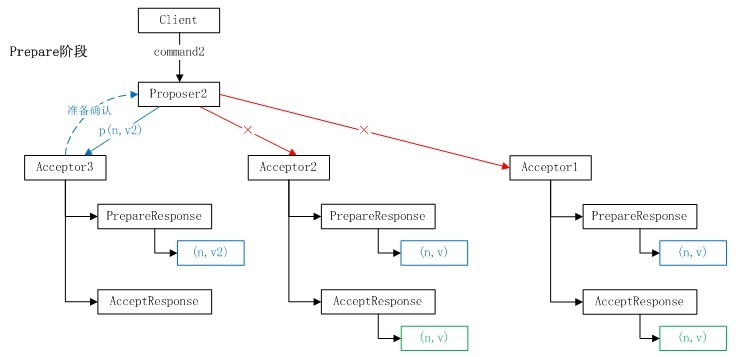 Client
Prepare阶段
command2
Proposer2
准备确认
p(n,v2)
×
×
Acceptor3
Acceptor2
Acceptor1
PrepareResponse
PrepareResponse
PrepareResponse
(n,v2)
(n,v)
(n,v)
AcceptResponse
AcceptResponse
AcceptResponse
(n,v)
(n,v)